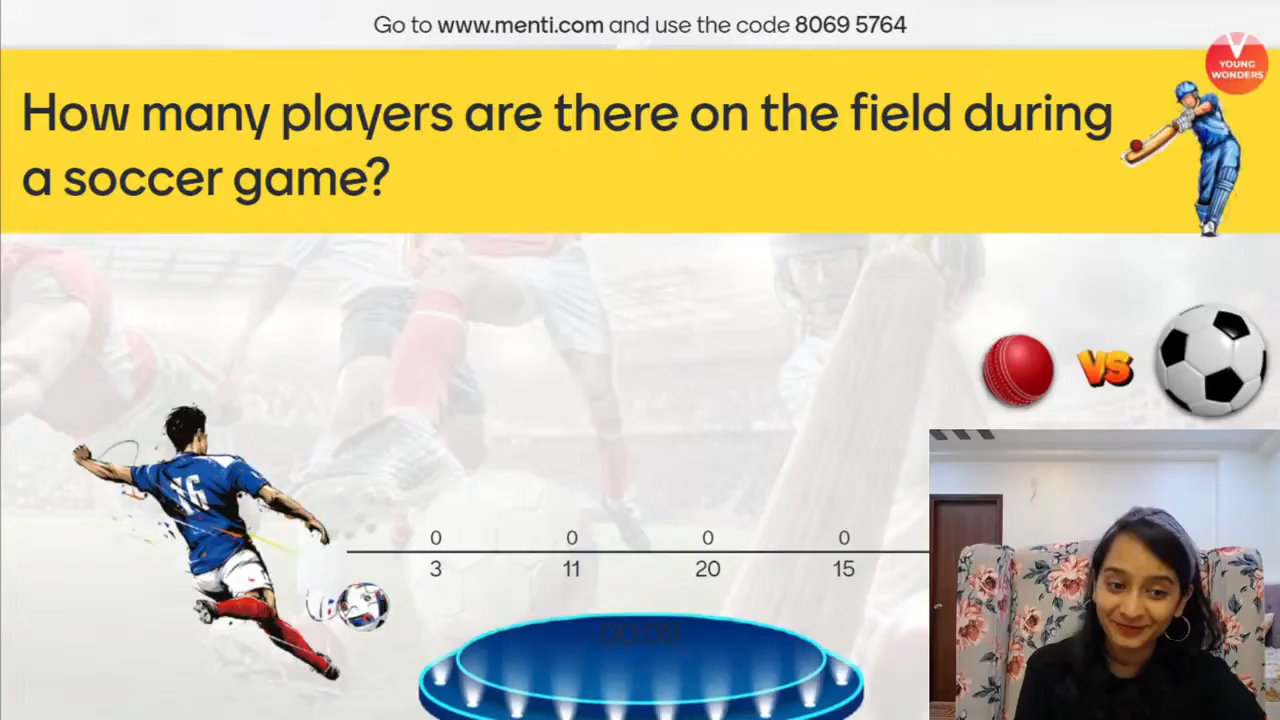 Go to www.menti.com and use the code 8069 5764
YOUNG
WONDERS
How many players are there on the field during
a soccer game?
VS
16
0 0 0 0
3 11 20 15